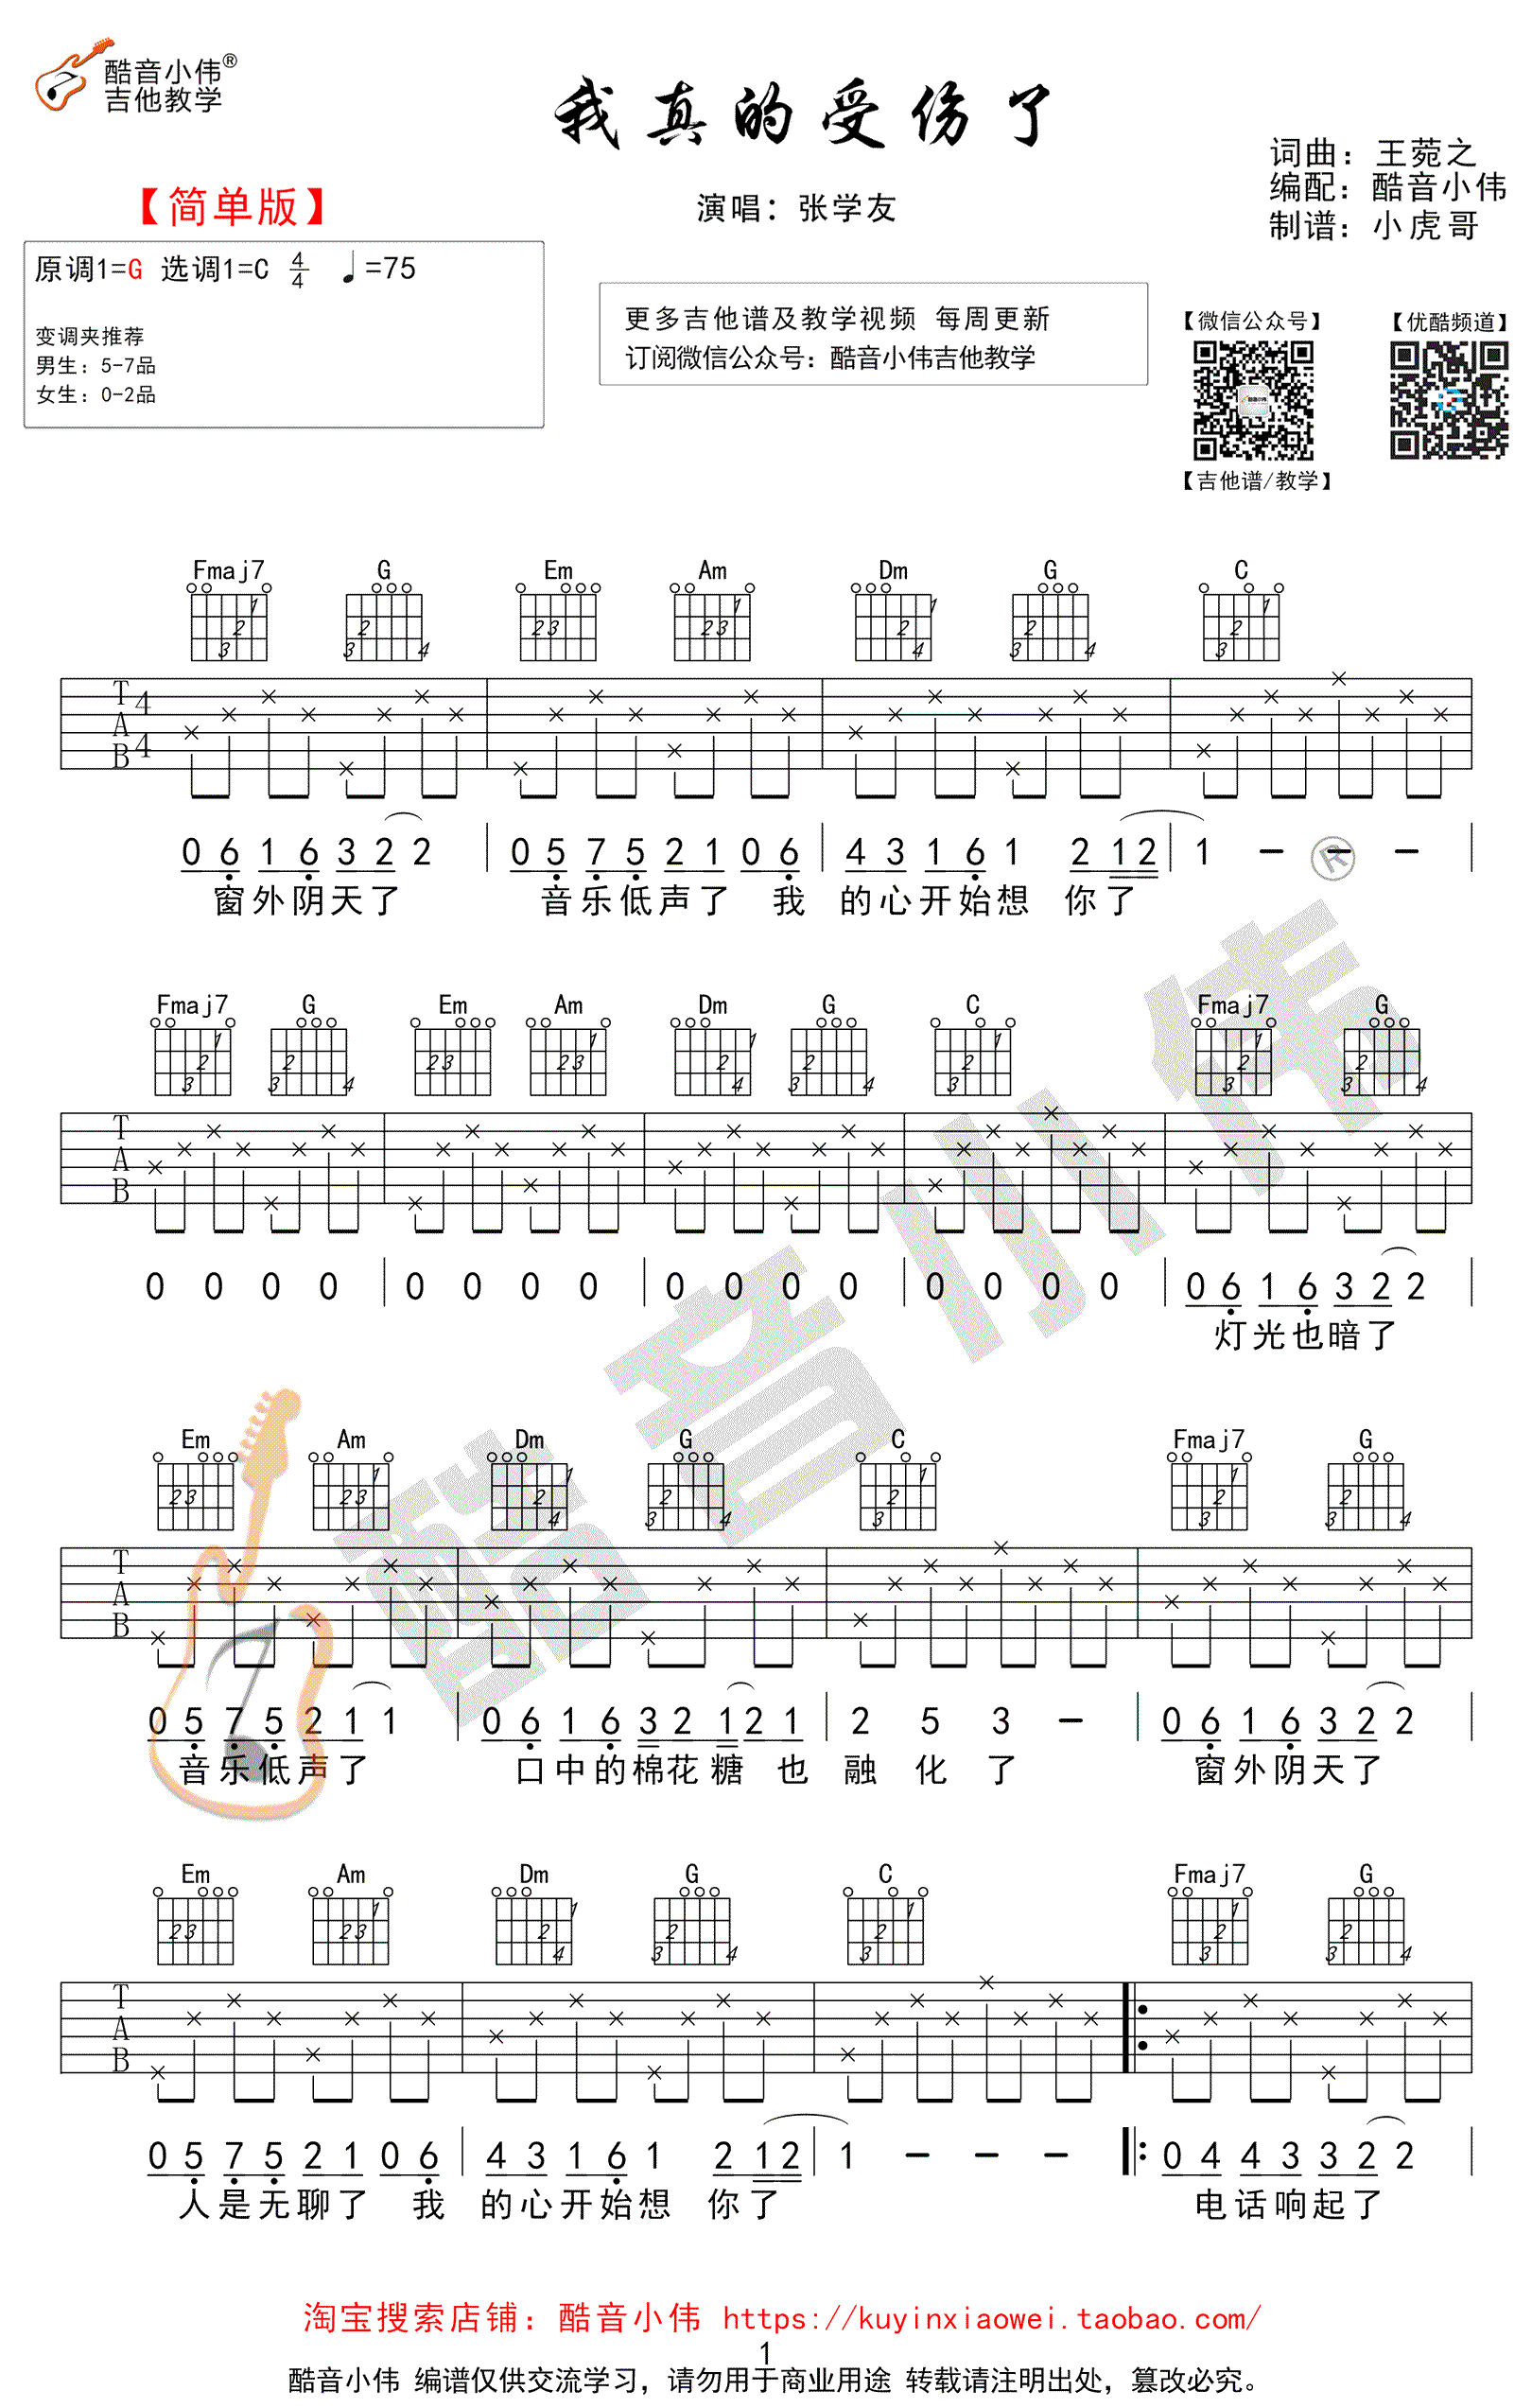 酷音小伟®
吉他教学
我真的受伤了
【简单版】
演唱：张学友
词曲：王菀之
编配：酷音小伟
制谱：小虎哥
原调1=G 选调1=C 4/4 ♩=75
变调夹推荐
男生：5-7品
女生：0-2品
更多吉他谱及教学视频 每周更新
订阅微信公众号：酷音小伟吉他教学
【微信公众号】 【优酷频道】
【吉他谱/教学】
Fmaj7 G Em Am Dm G C
T A B 4/4
0 6 1 6 3 2 2 | 0 5 7 5 2 1 0 6 | 4 3 1 6 1 2 1 2 | 1 - - - |
窗外阴天了 音乐低声了 我 的心开始想 你了
Fmaj7 G Em Am Dm G C Fmaj7 G
T A B
0 0 0 0 | 0 0 0 0 | 0 0 0 0 | 0 0 0 0 | 0 6 1 6 3 2 2 |
灯光也暗了
Em Am Dm G C Fmaj7 G
T A B
0 5 7 5 2 1 1 | 0 6 1 6 3 2 1 2 1 | 2 5 3 - | 0 6 1 6 3 2 2 |
音乐低声了 口中的棉花糖 也 融 化 了 窗外阴天了
Em Am Dm G C Fmaj7 G
T A B
0 5 7 5 2 1 0 6 | 4 3 1 6 1 2 1 2 | 1 - - - |: 0 4 4 3 3 2 2 |
人是无聊了 我 的心开始想 你了 电话响起了
酷音小伟
淘宝搜索店铺：酷音小伟 https://kuyinxiaowei.taobao.com/
1
酷音小伟 编谱仅供交流学习，请勿用于商业用途 转载请注明出处，篡改必究。